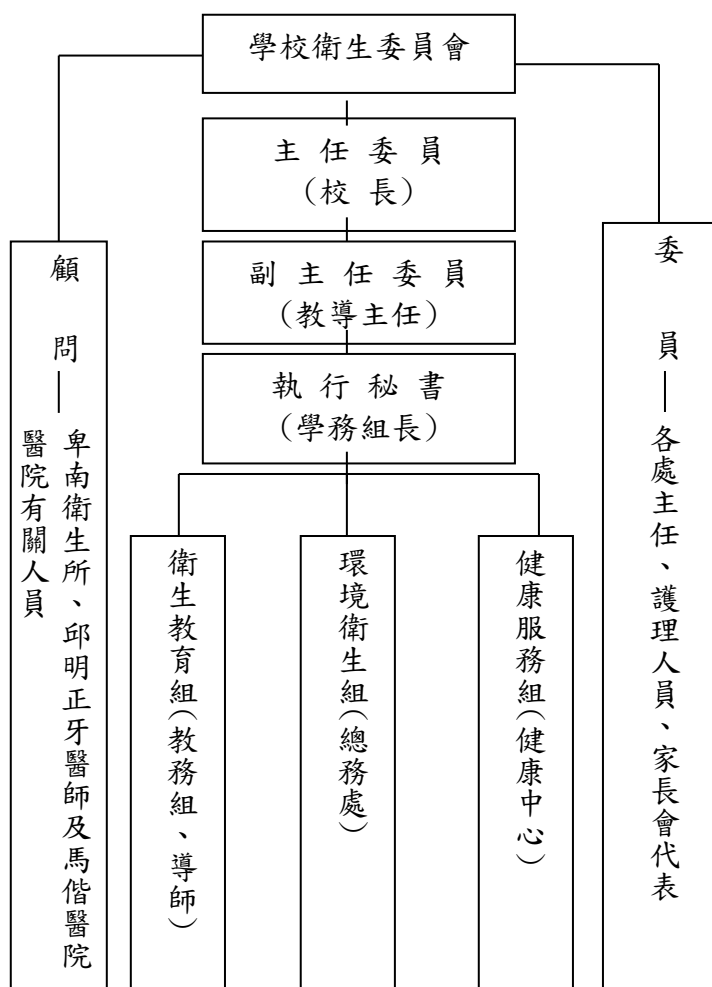 學校衛生委員會
主任委員
（校長）
副主任委員
（教導主任）
執行秘書
（學務組長）
顧問—卑南衛生所、邱明正牙醫師及馬偕醫院
醫院有關人員
衛生教育組（教務組、導師）
環境衛生組（總務處）
健康服務組（健康中心）
委員—各處主任、護理人員、家長會代表